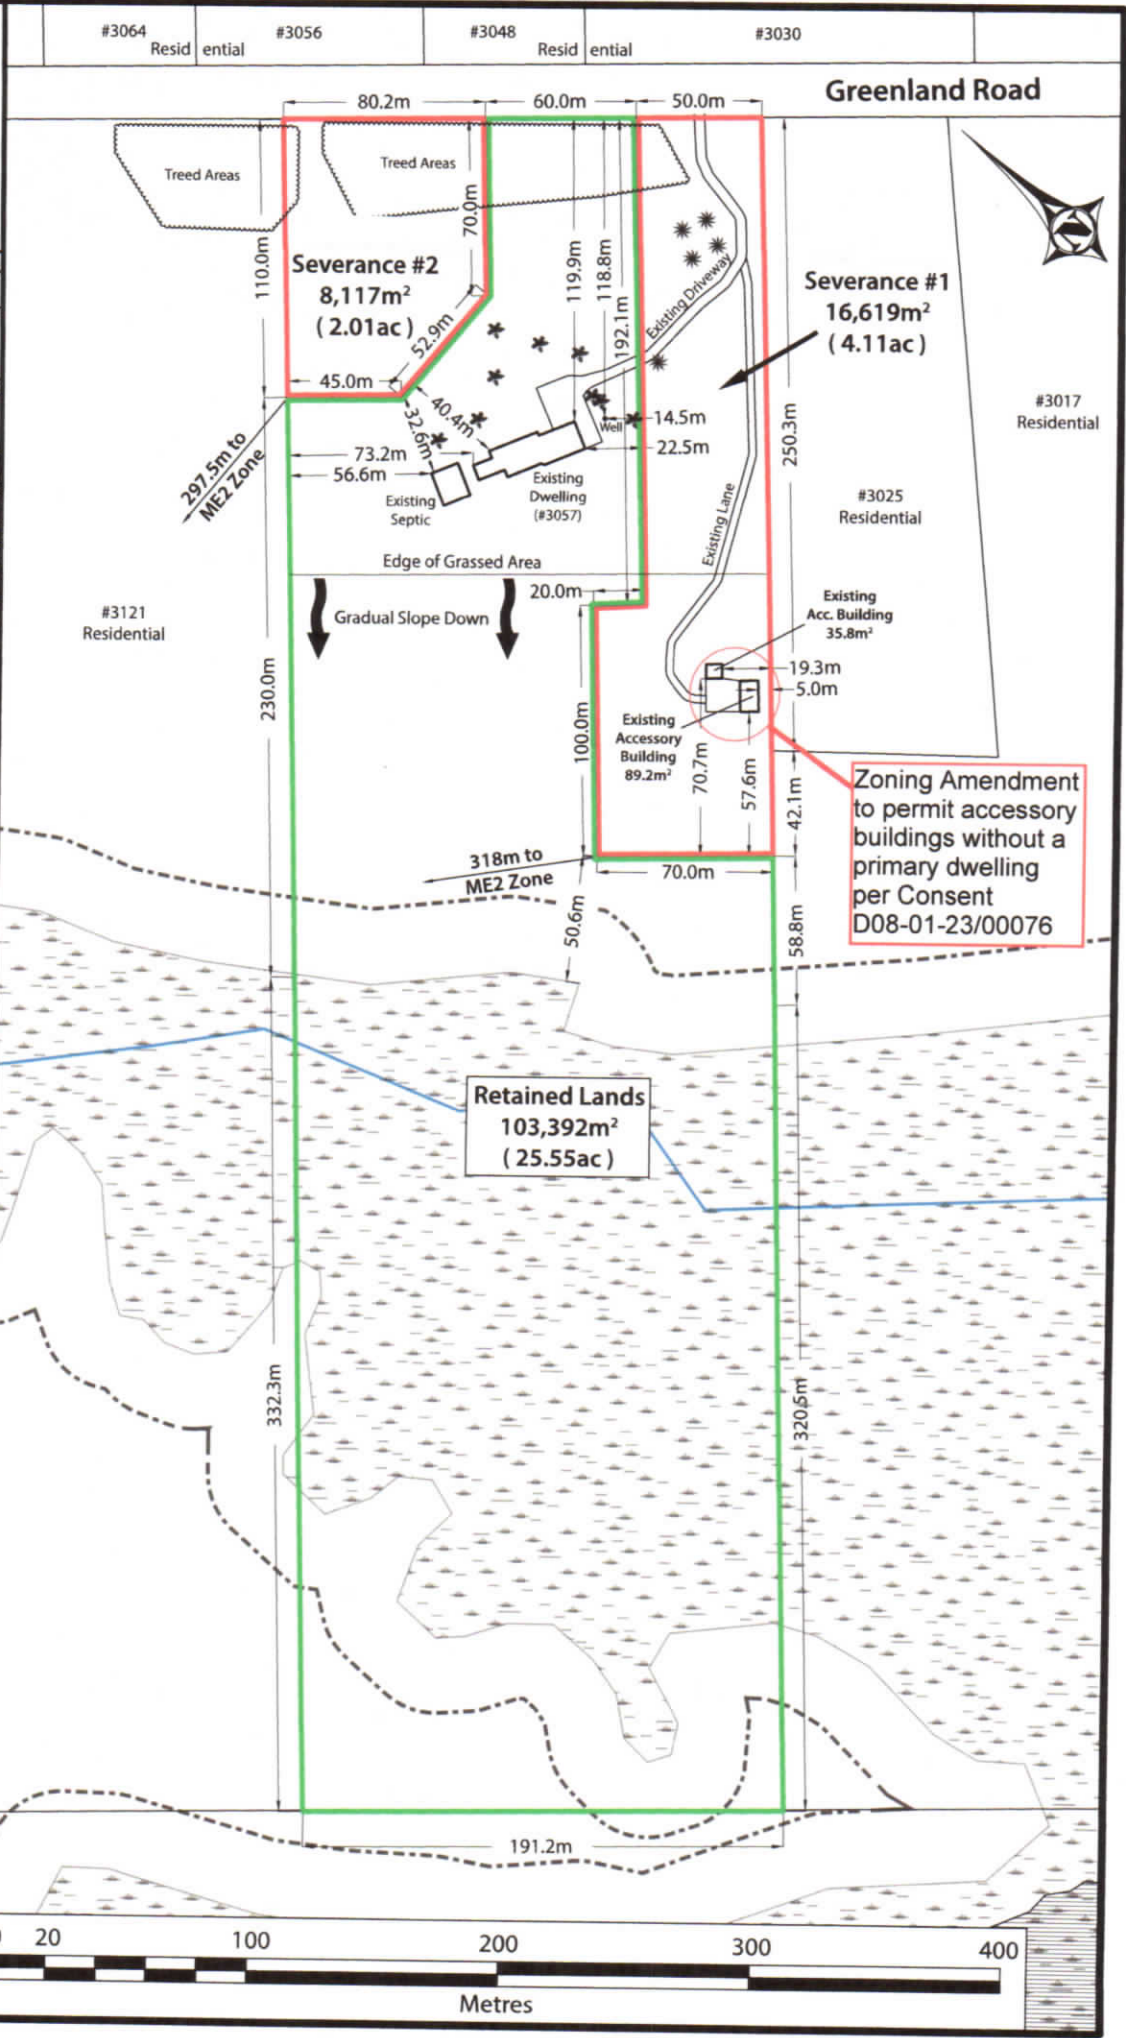 #3064
#3056
#3048
#3030
Resid ential
Resid ential
Greenland Road
80.2m
60.0m
50.0m
Treed Areas
Treed Areas
70.0m
110.0m
119.9m
118.8m
192.1m
Severance #2
8,117m²
( 2.01ac )
52.9m
45.0m
Existing Driveway
Severance #1
16,619m²
( 4.11ac )
250.3m
#3017
Residential
40.4m
32.6m
14.5m
Well
22.5m
73.2m
56.6m
297.5m to
ME2 Zone
Existing
Septic
Existing
Dwelling
(#3057)
Existing Lane
#3025
Residential
Edge of Grassed Area
20.0m
Gradual Slope Down
#3121
Residential
Existing
Acc. Building
35.8m²
19.3m
5.0m
230.0m
100.0m
Existing
Accessory
Building
89.2m²
70.7m
57.6m
42.1m
Zoning Amendment
to permit accessory
buildings without a
primary dwelling
per Consent
D08-01-23/00076
318m to
ME2 Zone
70.0m
50.6m
58.8m
Retained Lands
103,392m²
( 25.55ac )
332.3m
320.5m
191.2m
0 20 100 200 300 400
Metres